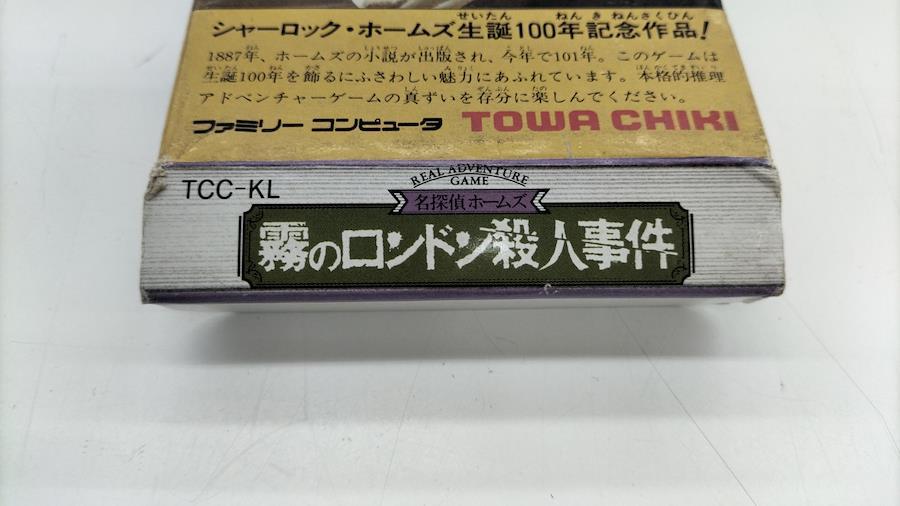 シャーロック・ホームズ生誕100年記念作品!
1887年、ホームズの小説が出版され、今年で101年。このゲームは
生誕100年を飾るにふさわしい魅力にあふれています。本格的推理
アドベンチャーゲームの真ずいを存分に楽しんでください。
ファミリー コンピュータ TOWA CHIKI
TCC-KL
REAL ADVENTURE
GAME
名探偵ホームズ
霧のロンドン殺人事件